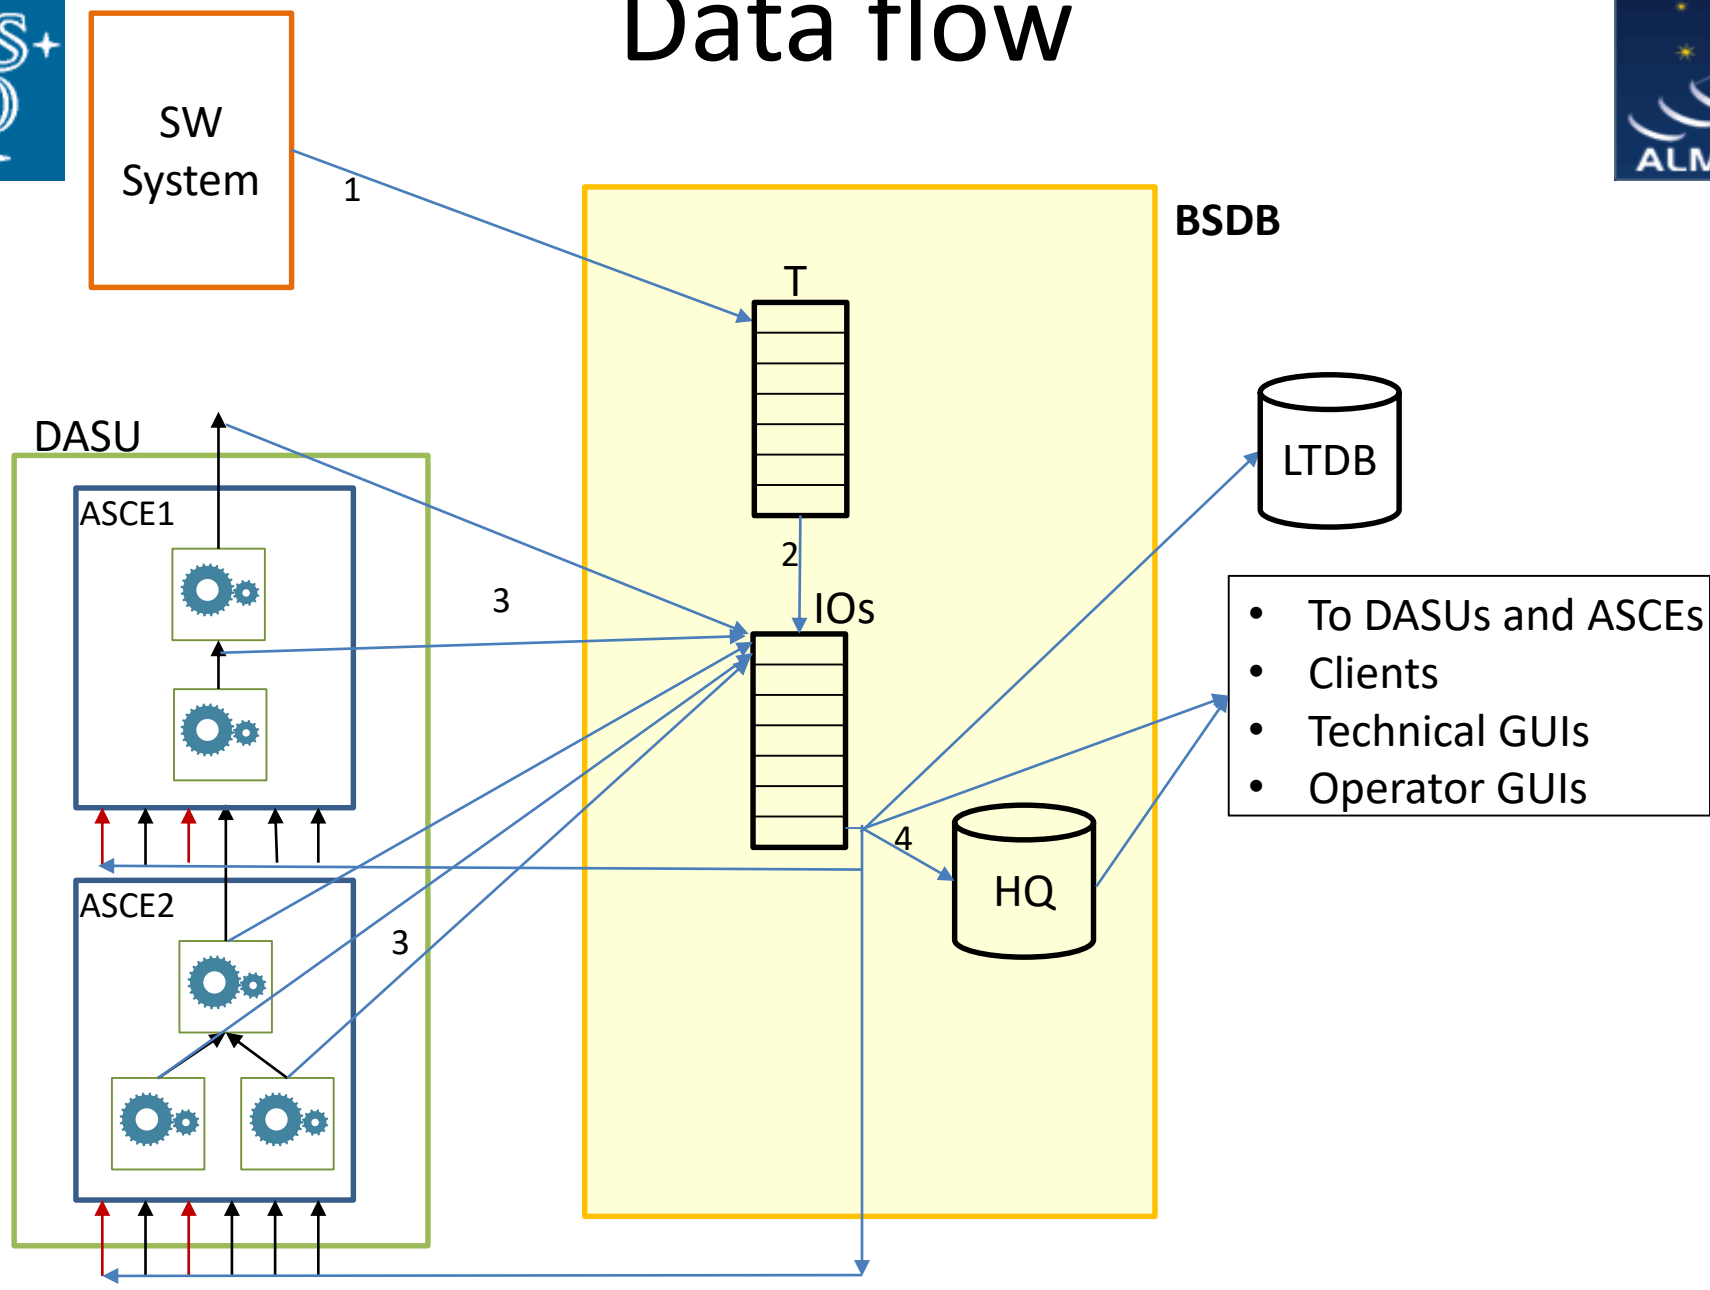 Data flow
SW
System
1
BSDB
T
LTDB
DASU
ASCE1
2
3
IOs
• To DASUs and ASCEs
• Clients
• Technical GUIs
• Operator GUIs
4
HQ
ASCE2
3